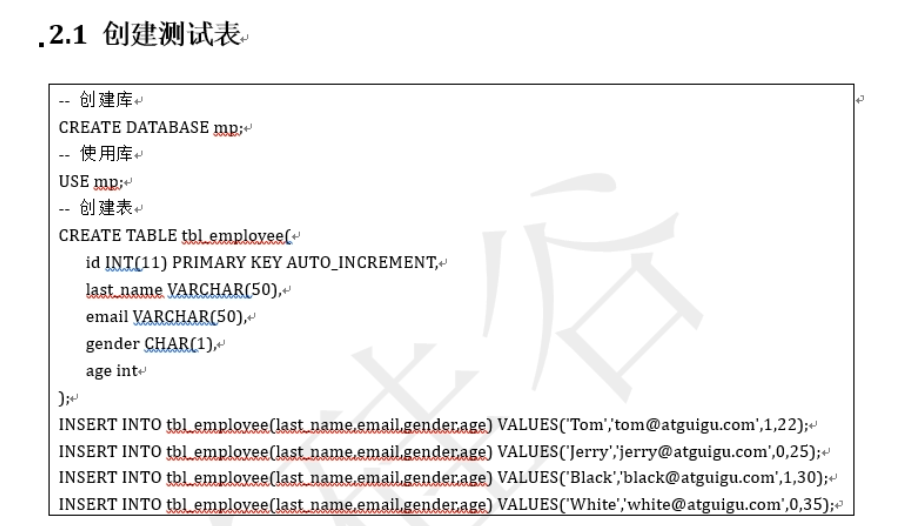 2.1 创建测试表
-- 创建库
CREATE DATABASE mp;
-- 使用库
USE mp;
-- 创建表
CREATE TABLE tbl_employee(
id INT(11) PRIMARY KEY AUTO_INCREMENT,
last_name VARCHAR(50),
email VARCHAR(50),
gender CHAR(1),
age int
);
INSERT INTO tbl_employee(last_name,email,gender,age) VALUES('Tom','tom@atguigu.com',1,22);
INSERT INTO tbl_employee(last_name,email,gender,age) VALUES('Jerry','jerry@atguigu.com',0,25);
INSERT INTO tbl_employee(last_name,email,gender,age) VALUES('Black','black@atguigu.com',1,30);
INSERT INTO tbl_employee(last_name,email,gender,age) VALUES('White','white@atguigu.com',0,35);